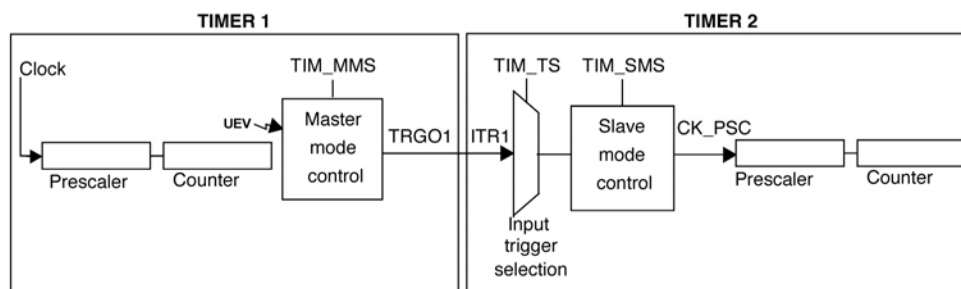 TIMER 1
TIMER 2
Clock
TIM_MMS
UEV
Master
mode
control
TRGO1
Prescaler
Counter
TIM_TS
TIM_SMS
ITR1
Slave
mode
control
CK_PSC
Prescaler
Counter
Input
trigger
selection